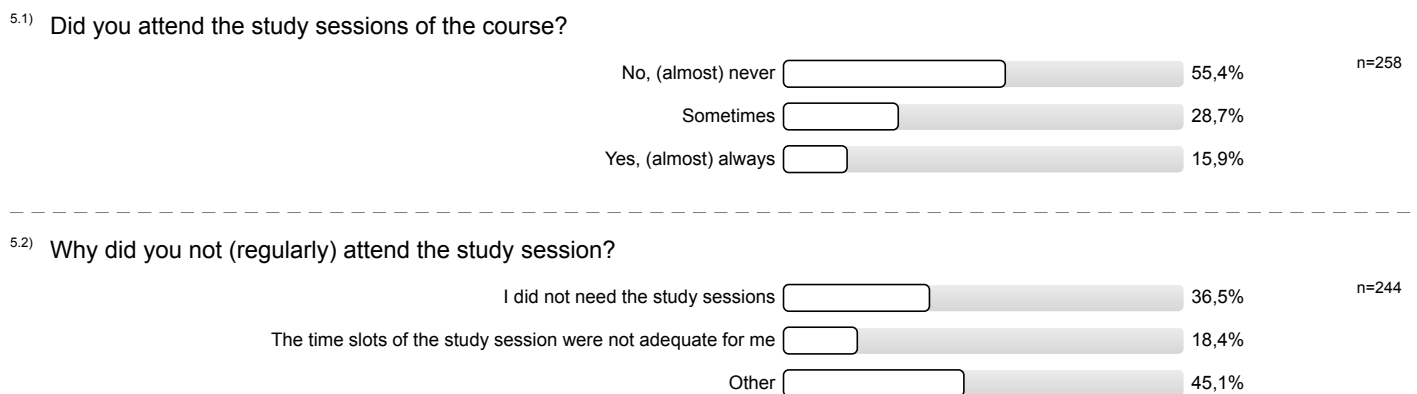 5.1) Did you attend the study sessions of the course?
No, (almost) never 55,4% n=258
Sometimes 28,7%
Yes, (almost) always 15,9%
5.2) Why did you not (regularly) attend the study session?
I did not need the study sessions 36,5% n=244
The time slots of the study session were not adequate for me 18,4%
Other 45,1%